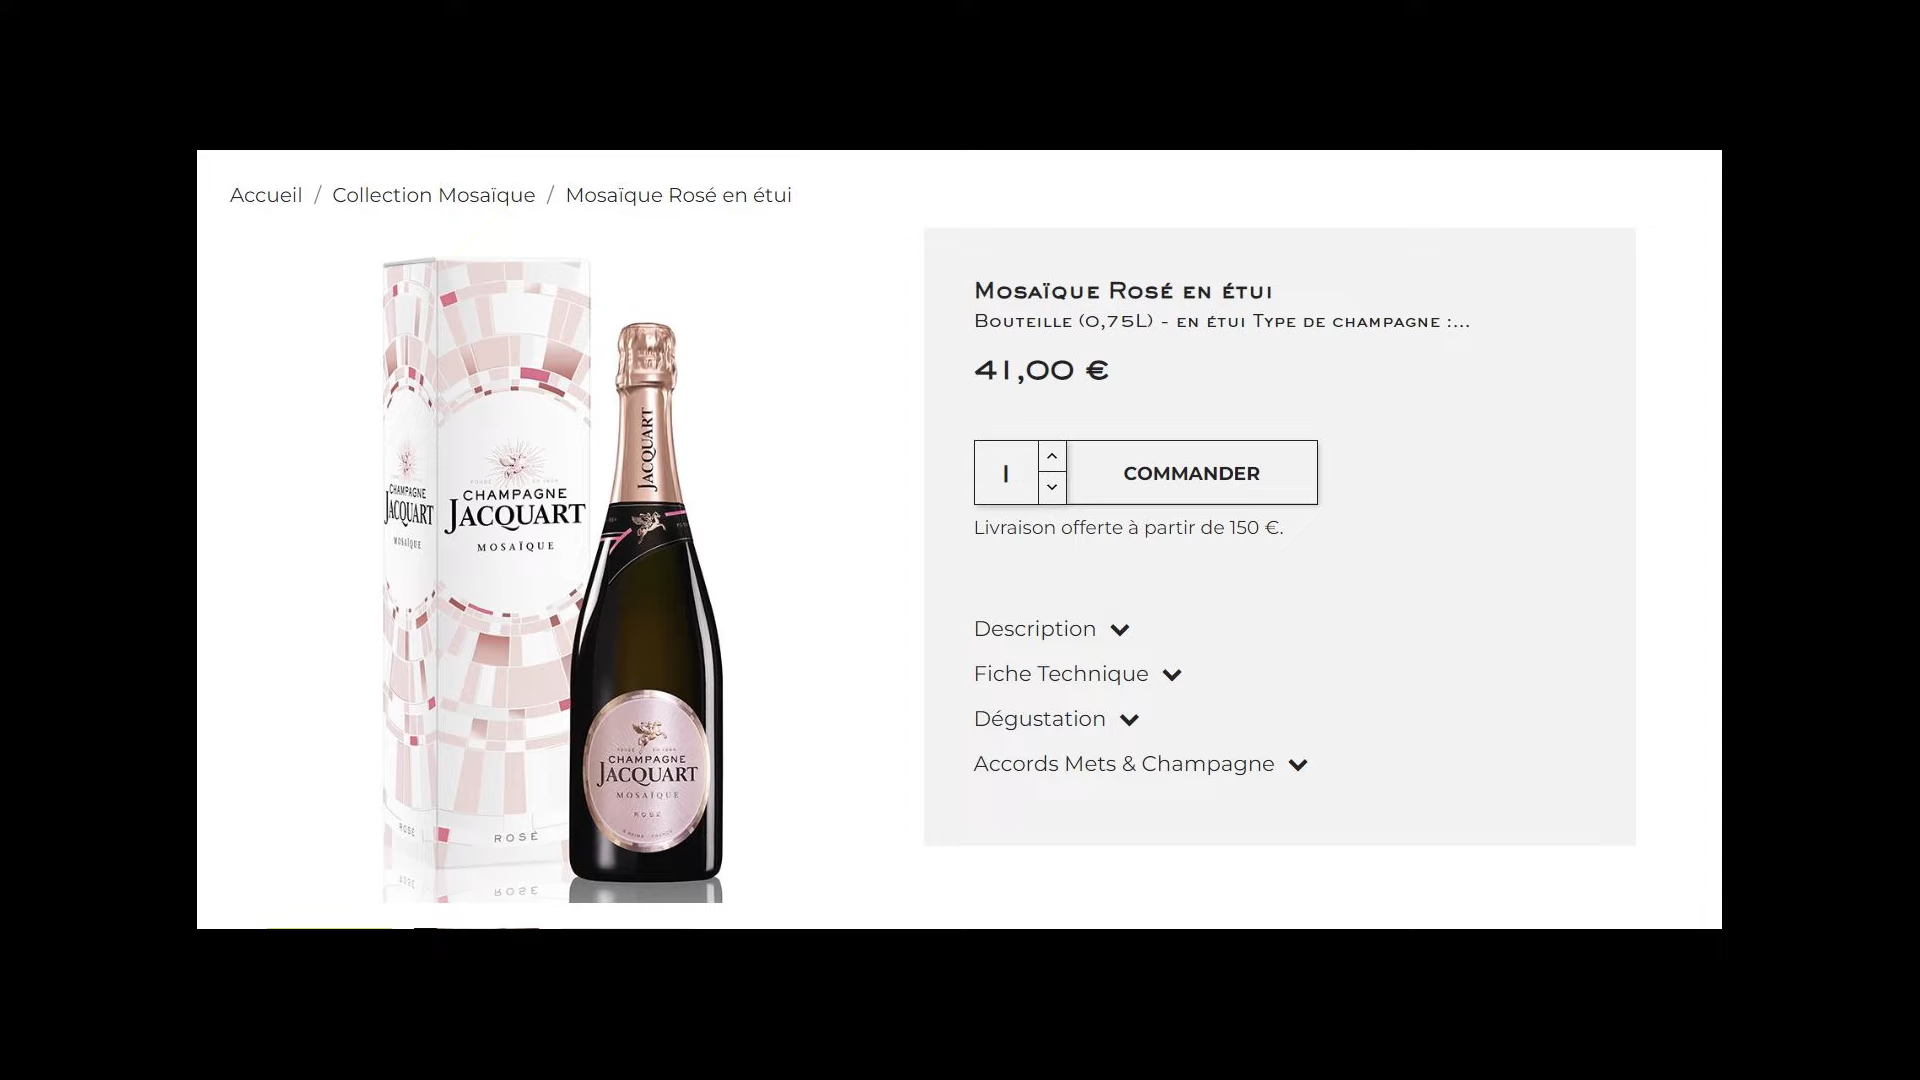 Accueil / Collection Mosaïque / Mosaïque Rosé en étui
Mosaïque Rosé en étui
Bouteille (0,75L) - en étui Type de champagne :...
41,00 €
1
COMMANDER
Livraison offerte à partir de 150 €.
Description
Fiche Technique
Dégustation
Accords Mets & Champagne
CHAMPAGNE
JACQUART
MOSAÏQUE
ROSÉ
CHAMPAGNE
JACQUART
MOSAÏQUE
ROSÉ
JACQUART
CHAMPAGNE
JACQUART
MOSAÏQUE
ROSÉ